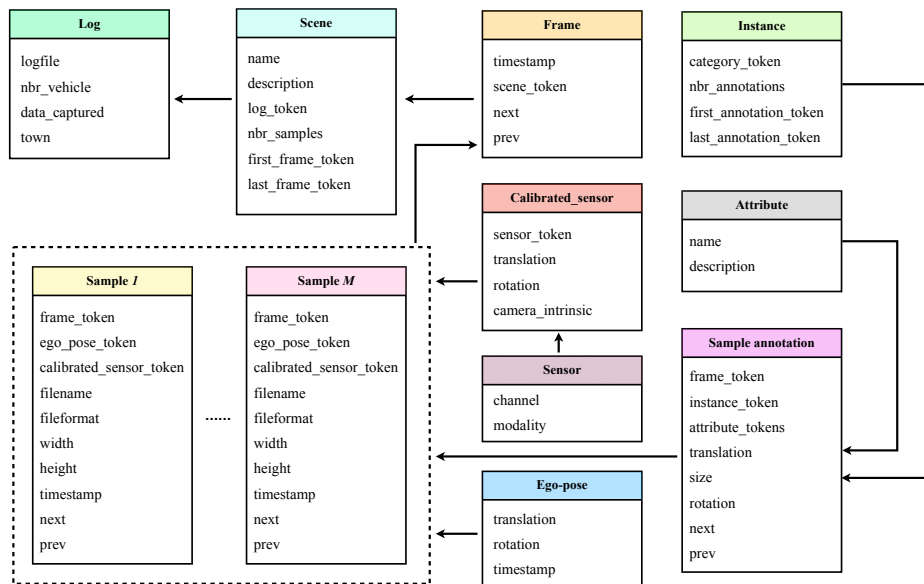 Log
logfile
nbr_vehicle
data_captured
town
Scene
name
description
log_token
nbr_samples
first_frame_token
last_frame_token
Frame
timestamp
scene_token
next
prev
Instance
category_token
nbr_annotations
first_annotation_token
last_annotation_token
Calibrated_sensor
sensor_token
translation
rotation
camera_intrinsic
Attribute
name
description
Sample 1
frame_token
ego_pose_token
calibrated_sensor_token
filename
fileformat
width
height
timestamp
next
prev
......
Sample M
frame_token
ego_pose_token
calibrated_sensor_token
filename
fileformat
width
height
timestamp
next
prev
Sensor
channel
modality
Sample annotation
frame_token
instance_token
attribute_tokens
translation
size
rotation
next
prev
Ego-pose
translation
rotation
timestamp